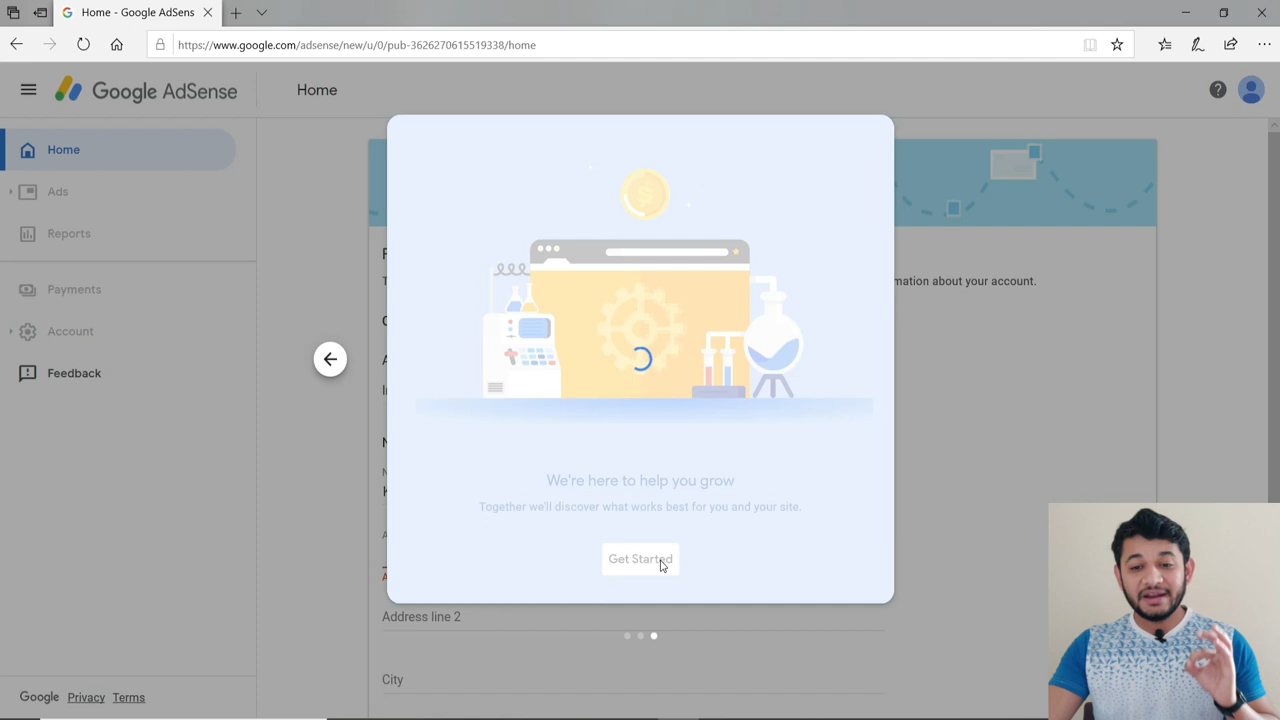 Home - Google AdSens
https://www.google.com/adsense/new/u/0/pub-3626270615519338/home
Google AdSense
Home
Home
Ads
Reports
Payments
Account
Feedback
mation about your account.
We're here to help you grow
Together we'll discover what works best for you and your site.
Get Started
Address line 2
City
Google Privacy Terms